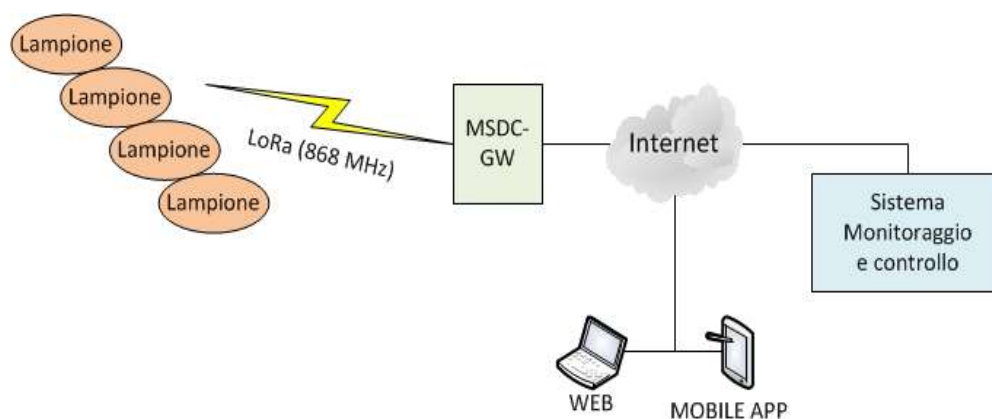 Lampione
Lampione
Lampione
Lampione
LoRa (868 MHz)
MSDC-
GW
Internet
Sistema
Monitoraggio
e controllo
WEB
MOBILE APP